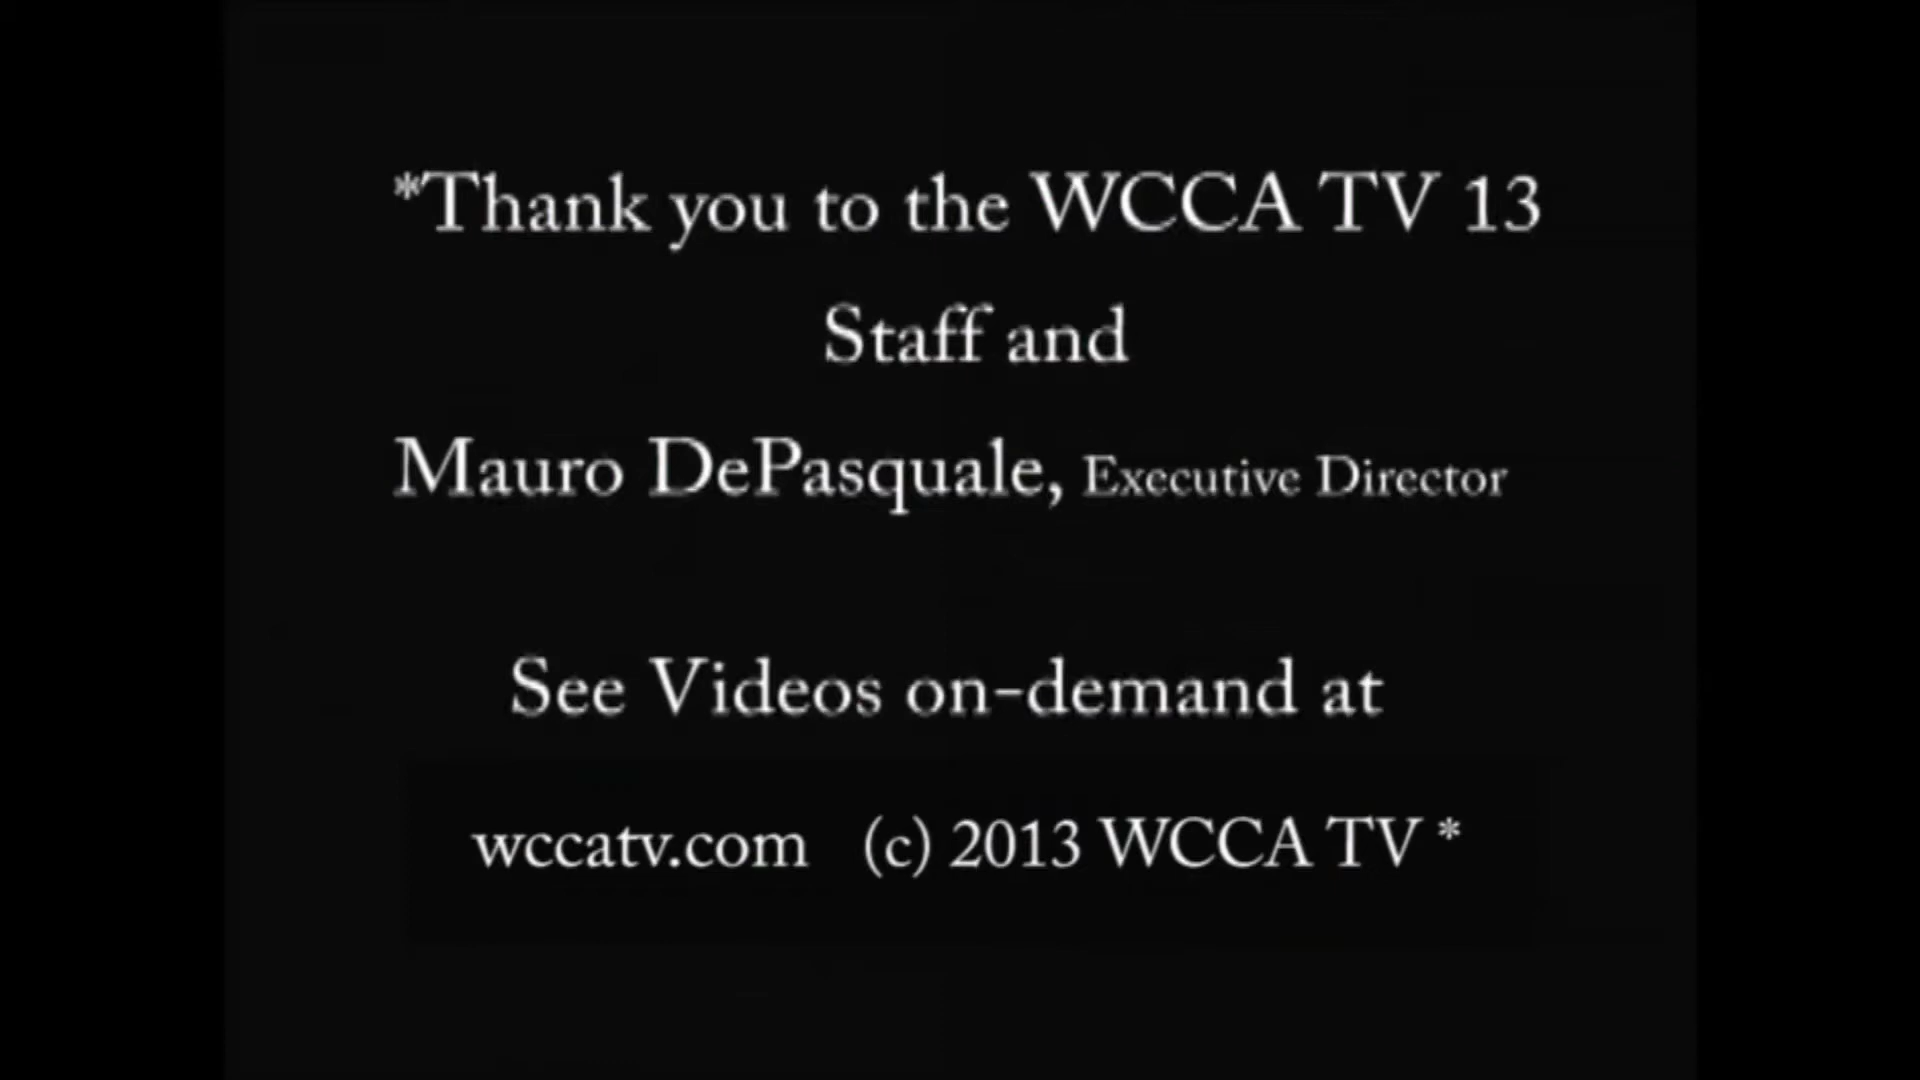 *Thank you to the WCCA TV 13
Staff and
Mauro DePasquale, Executive Director
See Videos on-demand at
wccatv.com (c) 2013 WCCA TV *